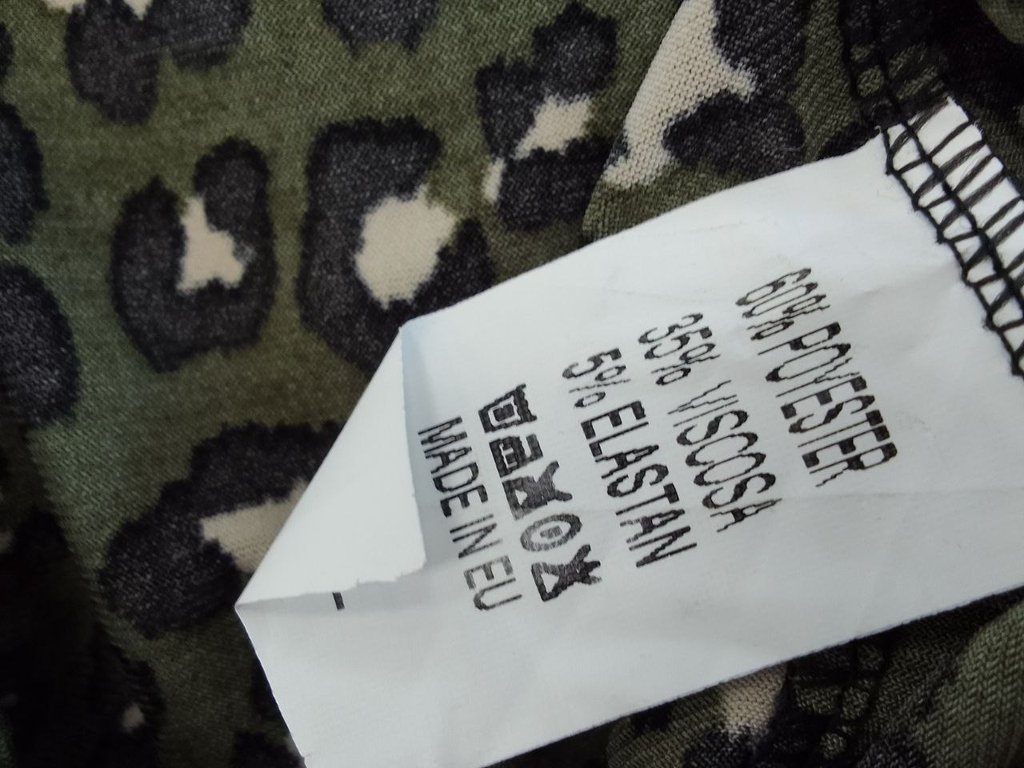 60% POYESTER
35% VISCOSA
5% ELASTAN
MADE IN EU